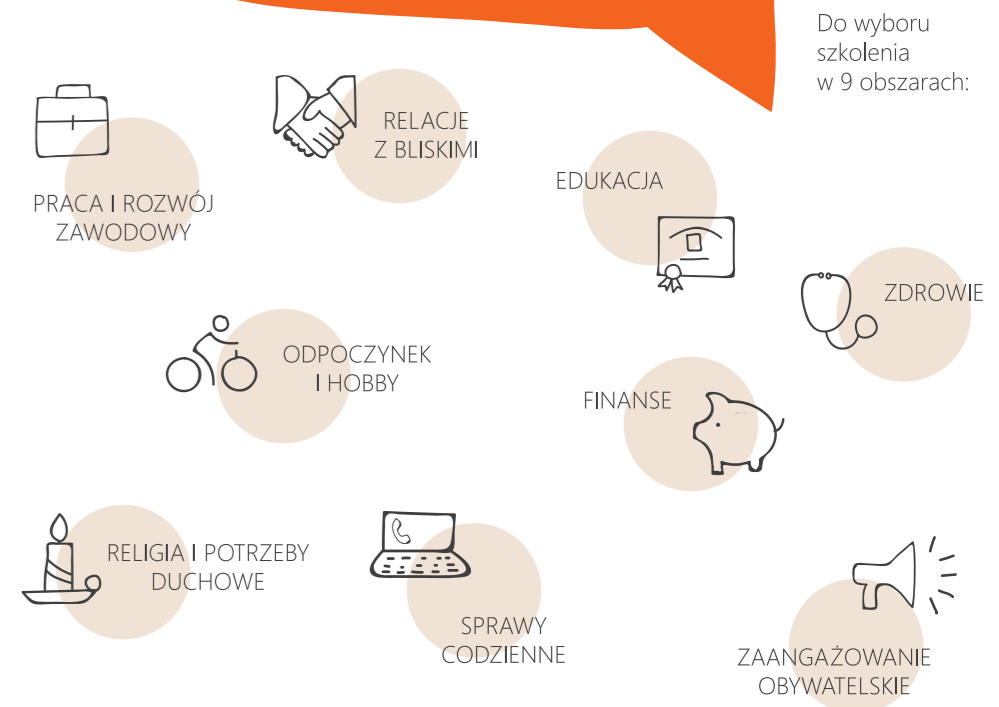 Do wyboru
szkolenia
w 9 obszarach:
RELACJE
Z BLISKIMI
PRACA I ROZWÓJ
ZAWODOWY
EDUKACJA
ZDROWIE
ODPOCZYNEK
I HOBBY
FINANSE
RELIGIA I POTRZEBY
DUCHOWE
SPRAWY
CODZIENNE
ZAANGAŻOWANIE
OBYWATELSKIE